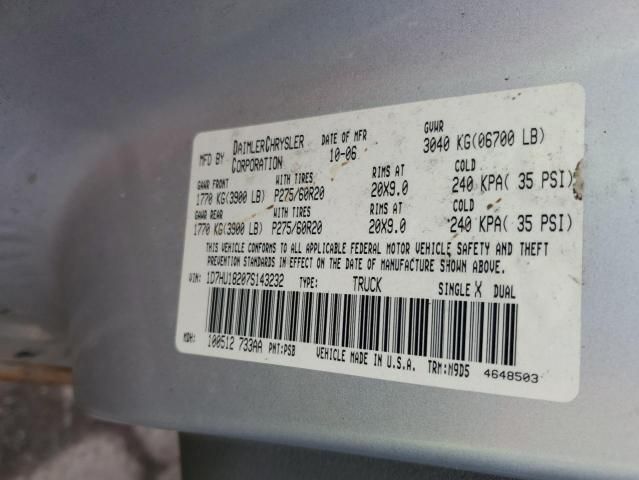 MFD BY DAIMLERCHRYSLER CORPORATION DATE OF MFR 10-06 GVWR 3040 KG(06700 LB)
GAWR FRONT WITH TIRES RIMS AT COLD
1770 KG(3900 LB) P275/60R20 20X9.0 240 KPA( 35 PSI)
GAWR REAR WITH TIRES RIMS AT COLD
1770 KG(3900 LB) P275/60R20 20X9.0 240 KPA( 35 PSI)
THIS VEHICLE CONFORMS TO ALL APPLICABLE FEDERAL MOTOR VEHICLE SAFETY AND THEFT
PREVENTION STANDARDS IN EFFECT ON THE DATE OF MANUFACTURE SHOWN ABOVE.
VIN: 1D7HU18207S143232 TYPE: TRUCK SINGLE X DUAL
MDH: 100512 733AA PNT:PSB VEHICLE MADE IN U.S.A. TRM:N9D5 4648503